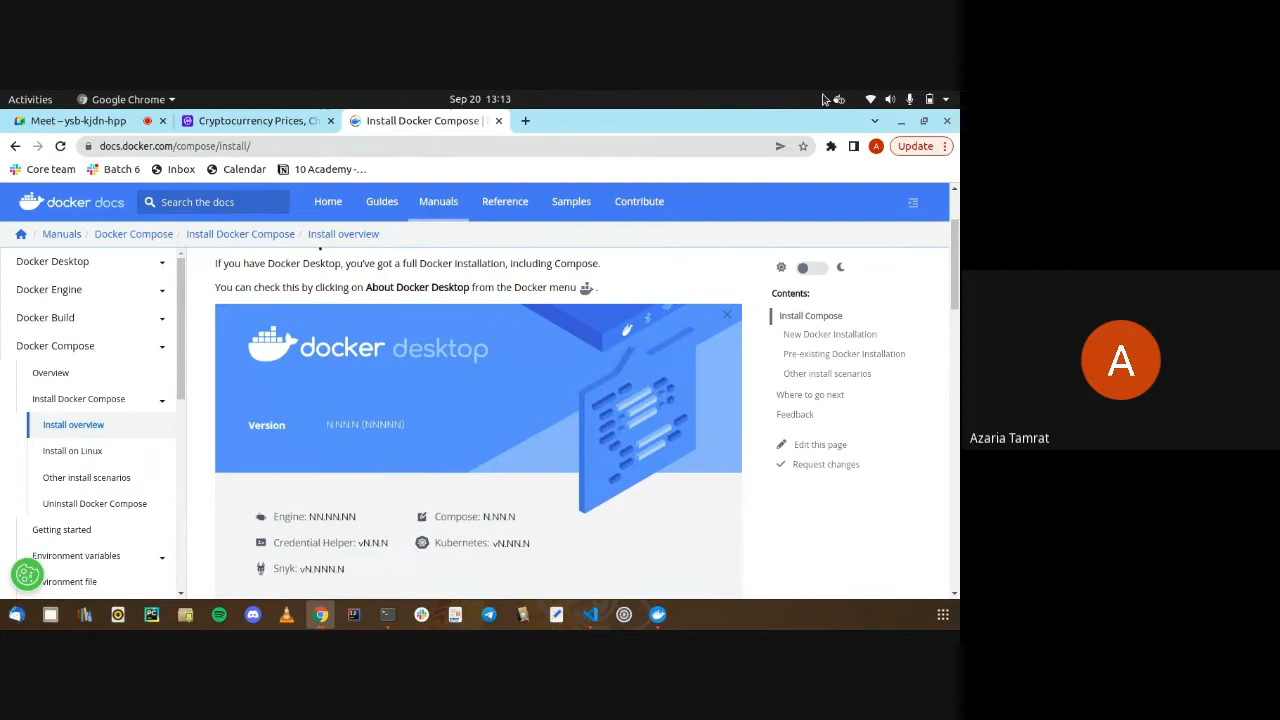 Activities Google Chrome Sep 20 13:13
Meet – ysb-kjdn-hpp Cryptocurrency Prices, Ch Install Docker Compose |
docs.docker.com/compose/install/ A Update
Core team Batch 6 Inbox Calendar 10 Academy -...
docker docs Search the docs Home Guides Manuals Reference Samples Contribute
/ Manuals / Docker Compose / Install Docker Compose / Install overview
Docker Desktop
Docker Engine
Docker Build
Docker Compose
Overview
Install Docker Compose
Install overview
Install on Linux
Other install scenarios
Uninstall Docker Compose
Getting started
Environment variables
nvironment file
If you have Docker Desktop, you've got a full Docker installation, including Compose.
You can check this by clicking on About Docker Desktop from the Docker menu .
docker desktop
Version N.N.N (NNNNN)
Engine: NN.NN.NN Compose: N.NN.N
Credential Helper: vN.N.N Kubernetes: vN.NN.N
Snyk: vN.NNN.N
Contents:
Install Compose
New Docker Installation
Pre-existing Docker Installation
Other install scenarios
Where to go next
Feedback
Edit this page
Request changes
A
Azaria Tamrat